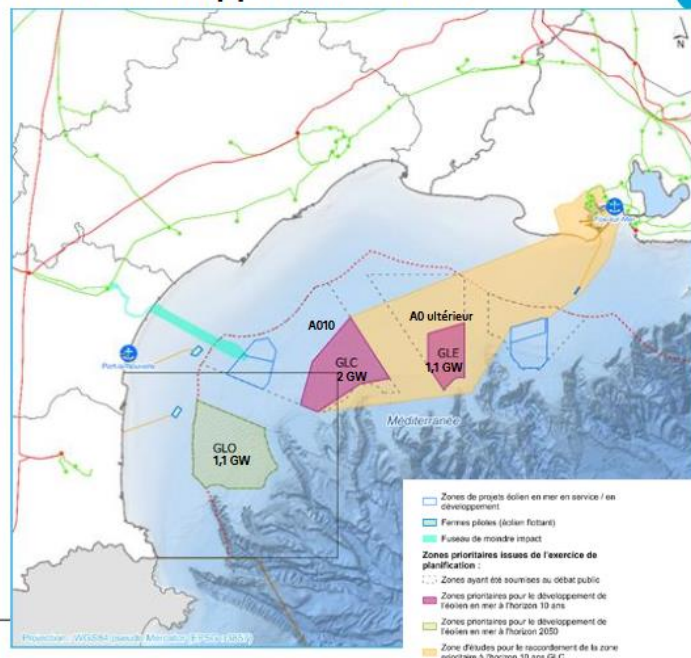 N
Fos-sur-Mer
AO10
AO ultérieur
GLC
2 GW
GLE
1,1 GW
Port-la-Nouvelle
Méditerranée
GLO
1,1 GW
Zones de projets éolien en mer en service / en
développement
Fermes pilotes (éolien flottant)
Fuseau de moindre impact
Zones prioritaires issues de l'exercice de
planification :
Zones ayant été soumises au débat public
Zones prioritaires pour le développement de
l'éolien en mer à l'horizon 10 ans
Zones prioritaires pour le développement de
l'éolien en mer à l'horizon 2050
Zone d'études pour le raccordement de la zone
prioritaire à l'horizon 10 ans GLC